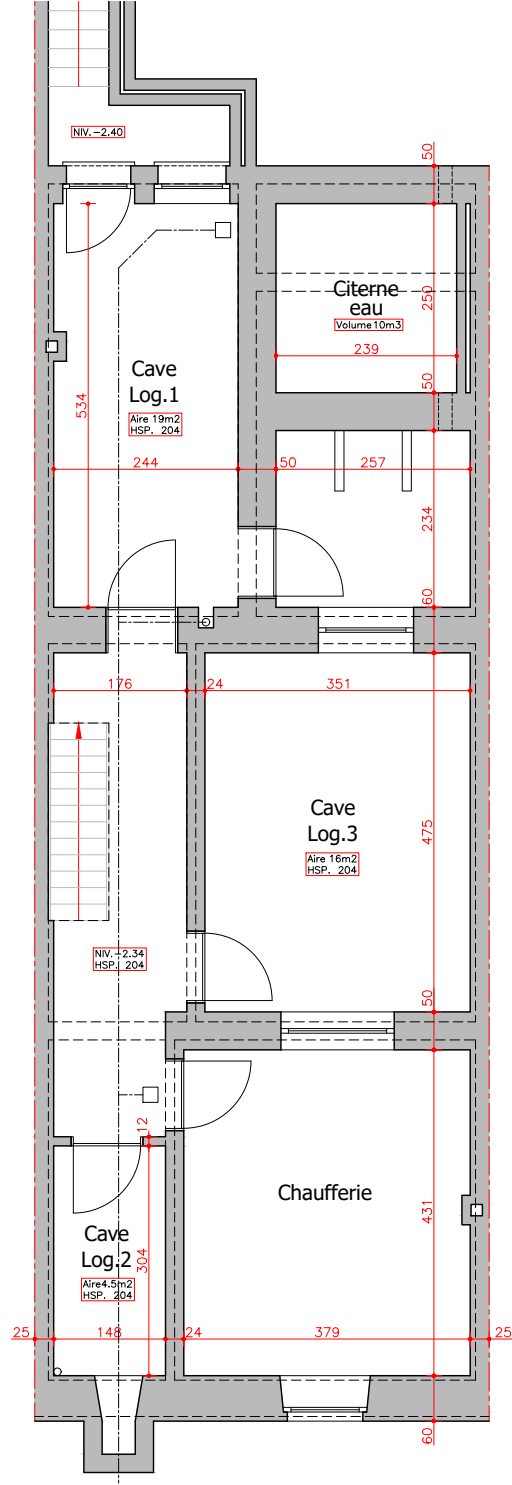 NIV.-2.40
50
Citerne
eau
Volume10m3
250
239
Cave
Log.1
Aire 19m2
HSP. 204
534
50
244
50
257
234
60
176
24
351
Cave
Log.3
Aire 16m2
HSP. 204
475
NIV.-2.34
HSP. 204
50
12
Chaufferie
431
Cave
Log.2
304
Aire4.5m2
HSP. 204
25
148
24
379
25
60